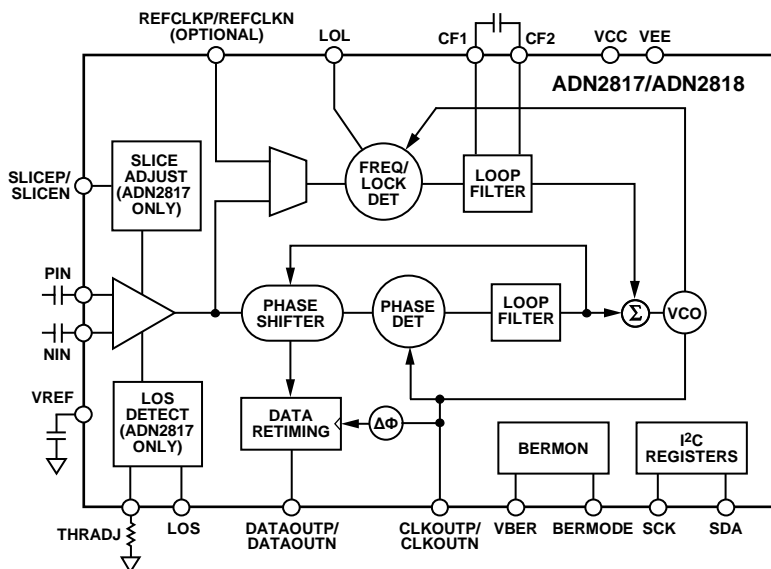 REFCLKP/REFCLKN
(OPTIONAL)
LOL
CF1
CF2
VCC
VEE
ADN2817/ADN2818
SLICEP/
SLICEN
SLICE
ADJUST
(ADN2817
ONLY)
FREQ/
LOCK
DET
LOOP
FILTER
PIN
NIN
PHASE
SHIFTER
PHASE
DET
LOOP
FILTER
Σ
VCO
VREF
LOS
DETECT
(ADN2817
ONLY)
DATA
RETIMING
ΔΦ
BERMON
I²C
REGISTERS
THRADJ
LOS
DATAOUTP/
DATAOUTN
CLKOUTP/
CLKOUTN
VBER
BERMODE
SCK
SDA